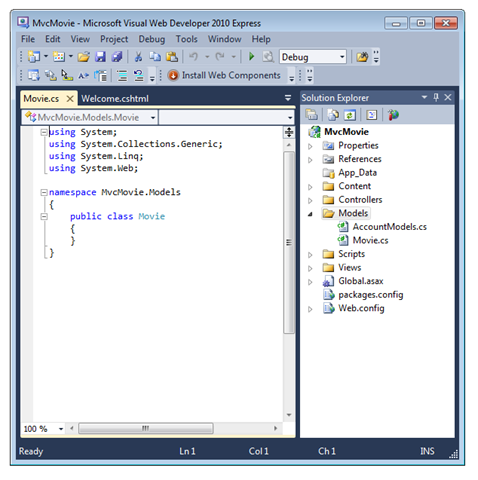 MvcMovie - Microsoft Visual Web Developer 2010 Express
File Edit View Project Debug Tools Window Help
Debug
Install Web Components
Movie.cs Welcome.cshtml
MvcMovie.Models.Movie
using System;
using System.Collections.Generic;
using System.Linq;
using System.Web;
namespace MvcMovie.Models
{
public class Movie
{
}
}
100 %
Solution Explorer
MvcMovie
Properties
References
App_Data
Content
Controllers
Models
AccountModels.cs
Movie.cs
Scripts
Views
Global.asax
packages.config
Web.config
Ready Ln 1 Col 1 Ch 1 INS